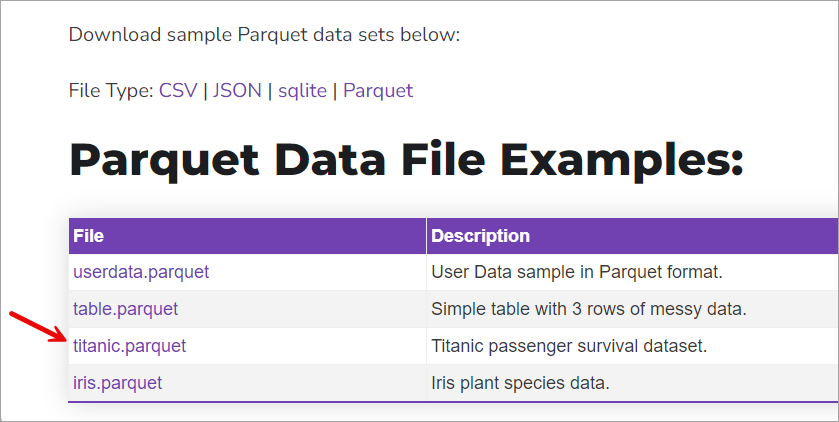 Download sample Parquet data sets below:
File Type: CSV | JSON | sqlite | Parquet
Parquet Data File Examples:
File Description
userdata.parquet User Data sample in Parquet format.
table.parquet Simple table with 3 rows of messy data.
titanic.parquet Titanic passenger survival dataset.
iris.parquet Iris plant species data.